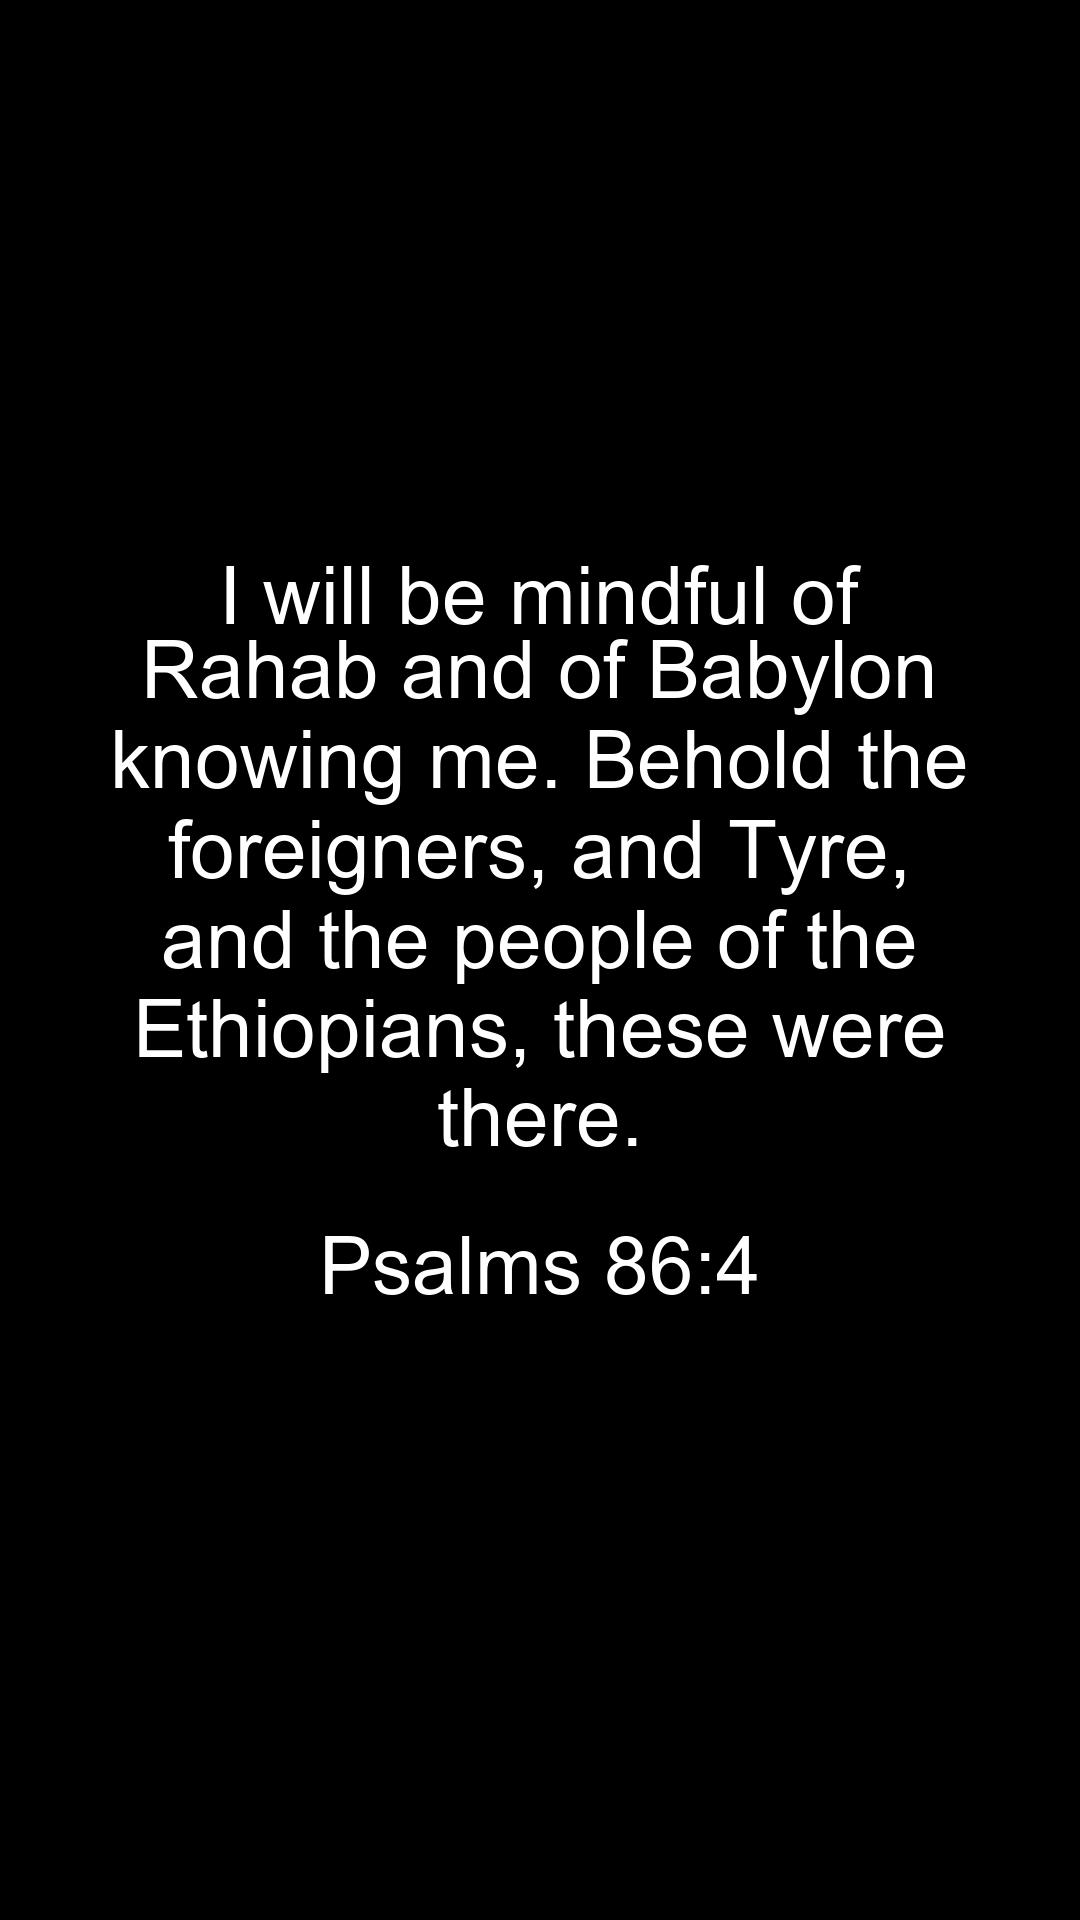 I will be mindful of
Rahab and of Babylon
knowing me. Behold the
foreigners, and Tyre,
and the people of the
Ethiopians, these were
there.
Psalms 86:4